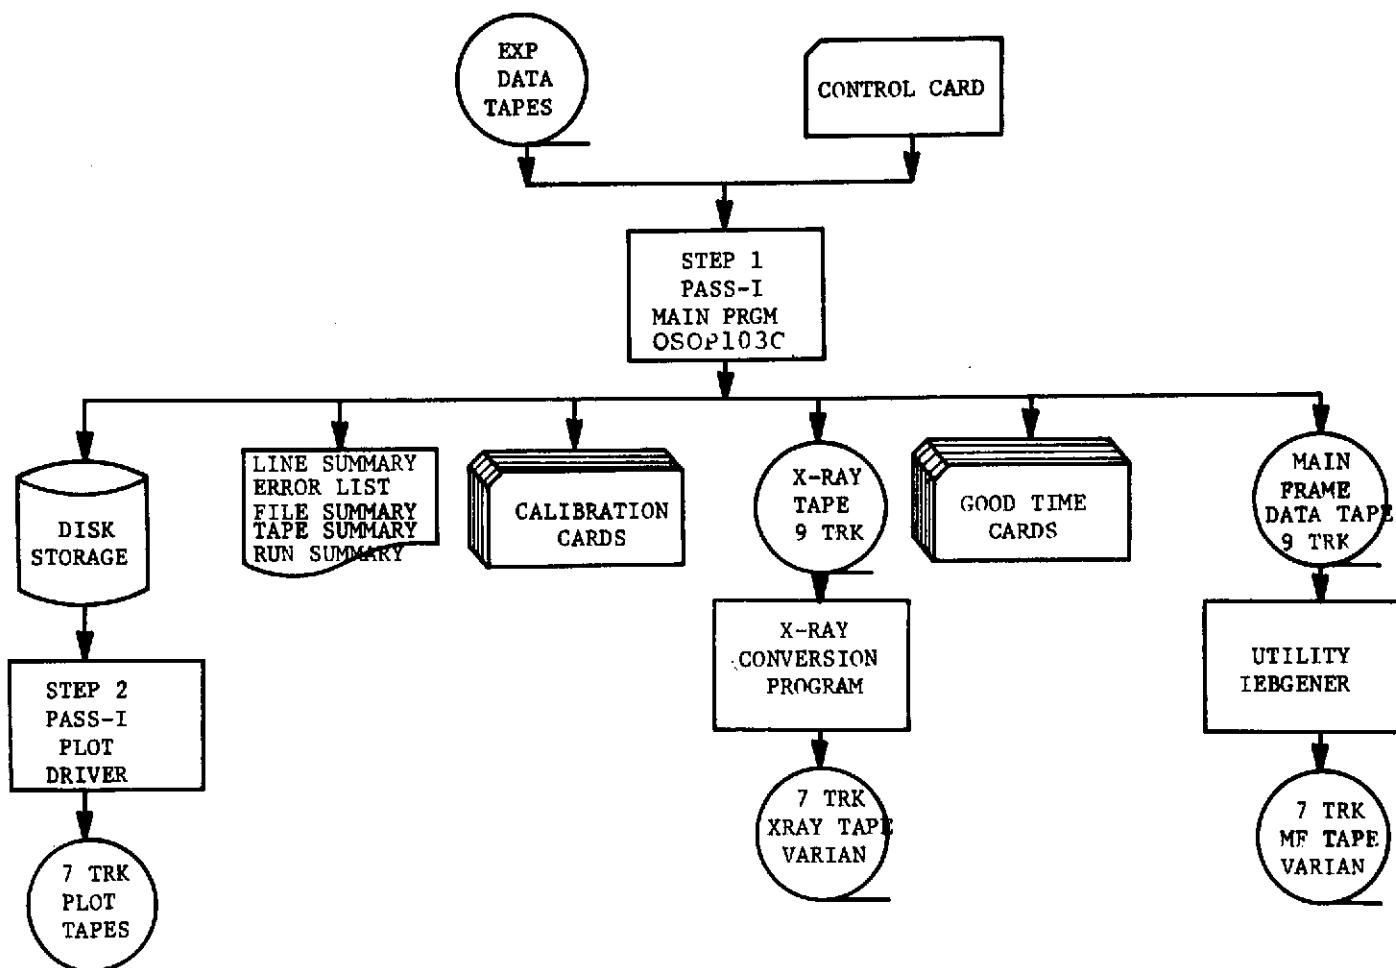 EXP
DATA
TAPES
CONTROL CARD
STEP 1
PASS-I
MAIN PRGM
OSOP103C
DISK
STORAGE
LINE SUMMARY
ERROR LIST
FILE SUMMARY
TAPE SUMMARY
RUN SUMMARY
CALIBRATION
CARDS
X-RAY
TAPE
9 TRK
GOOD TIME
CARDS
MAIN
FRAME
DATA TAPE
9 TRK
STEP 2
PASS-I
PLOT
DRIVER
X-RAY
CONVERSION
PROGRAM
UTILITY
IEBGENER
7 TRK
PLOT
TAPES
7 TRK
XRAY TAPE
VARIAN
7 TRK
MF TAPE
VARIAN